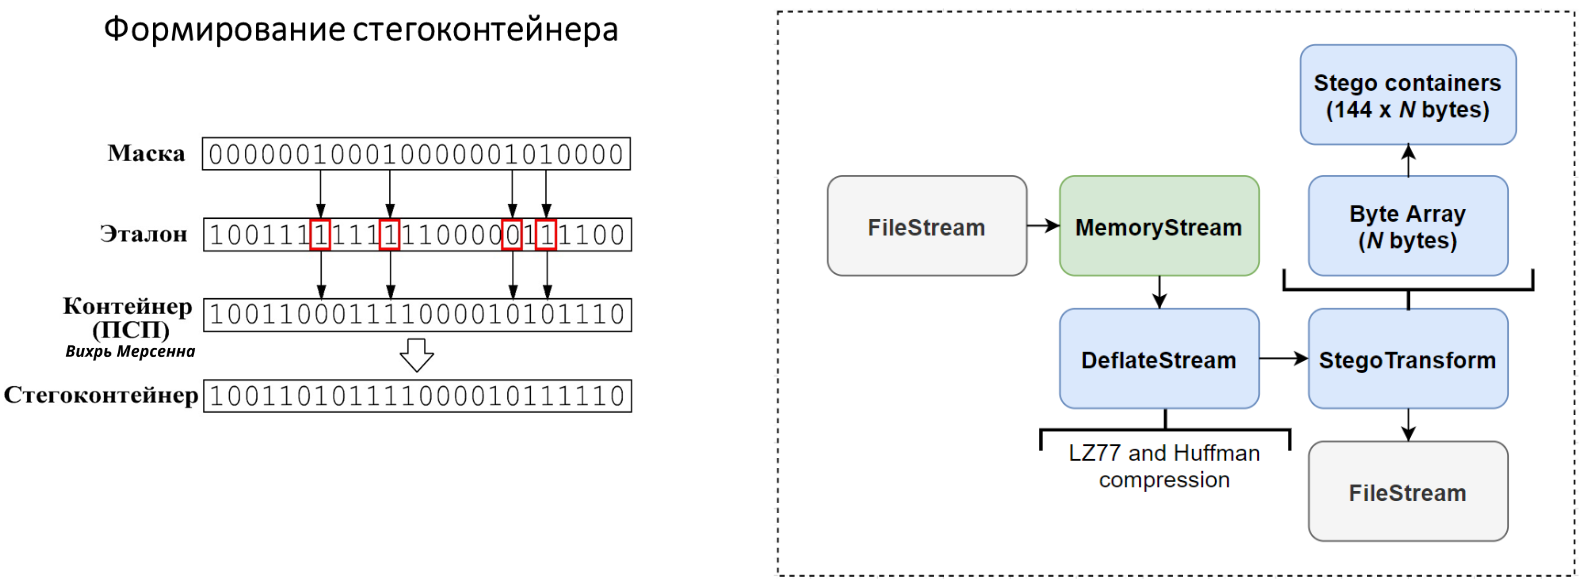 Формирование стегоконтейнера
Маска
000000100010000001010000
Эталон
100111111111100000111100
Контейнер
(ПСП)
Вихрь Мерсенна
100110001111000010101110
Стегоконтейнер
100110101111000010111110
Stego containers
(144 x N bytes)
FileStream
MemoryStream
Byte Array
(N bytes)
DeflateStream
StegoTransform
LZ77 and Huffman
compression
FileStream